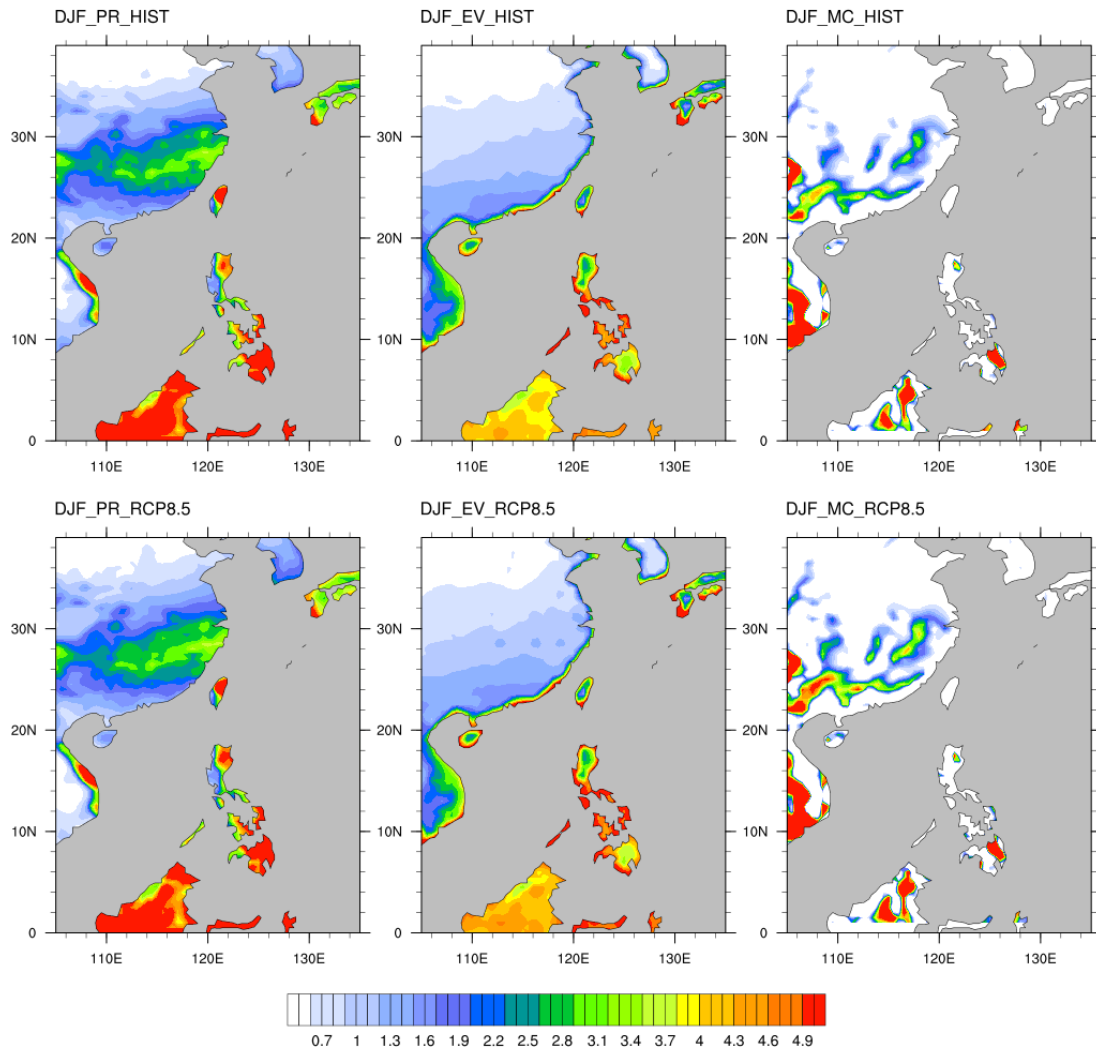 DJF_PR_HIST DJF_EV_HIST DJF_MC_HIST
30N 30N 30N
20N 20N 20N
10N 10N 10N
0 0 0
110E 120E 130E 110E 120E 130E 110E 120E 130E
DJF_PR_RCP8.5 DJF_EV_RCP8.5 DJF_MC_RCP8.5
30N 30N 30N
20N 20N 20N
10N 10N 10N
0 0 0
110E 120E 130E 110E 120E 130E 110E 120E 130E
0.7 1 1.3 1.6 1.9 2.2 2.5 2.8 3.1 3.4 3.7 4 4.3 4.6 4.9